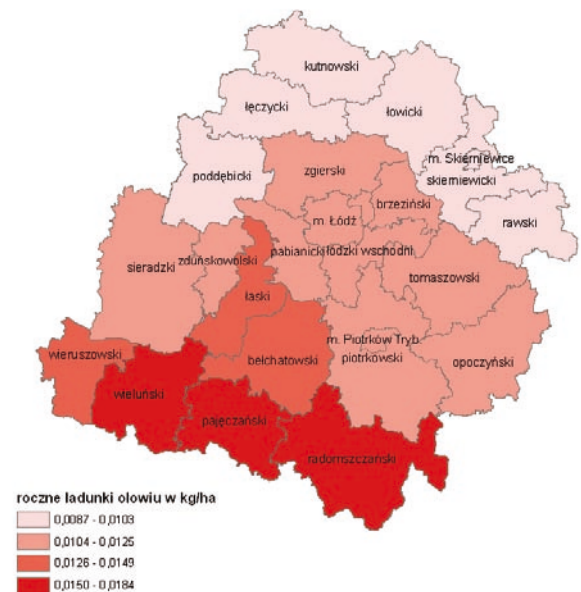 kutnowski
łęczycki
łowicki
m. Skierniewice
zgierski
poddębicki
skierniewicki
brzeziński
m. Łódź
rawski
pabianicki
łódzki wschodni
zduńskowolski
sieradzki
tomaszowski
łaski
m. Piotrków Tryb.
wieruszowski
bełchatowski
piotrkowski
opoczyński
wieluński
pajęczański
radomszczański
roczne ładunki ołowiu w kg/ha
0,0087 - 0,0103
0,0104 - 0,0125
0,0126 - 0,0149
0,0150 - 0,0184